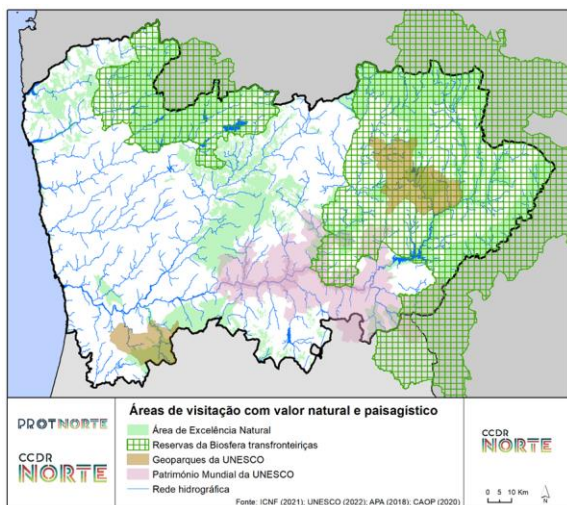 PROTNORTE
CCDR
NORTE
Áreas de visitação com valor natural e paisagístico
Área de Excelência Natural
Reservas da Biosfera transfronteiriças
Geoparques da UNESCO
Património Mundial da UNESCO
Rede hidrográfica
Fonte: ICNF (2021); UNESCO (2022); APA (2018); CAOP (2020)
CCDR
NORTE
0 5 10 Km
N